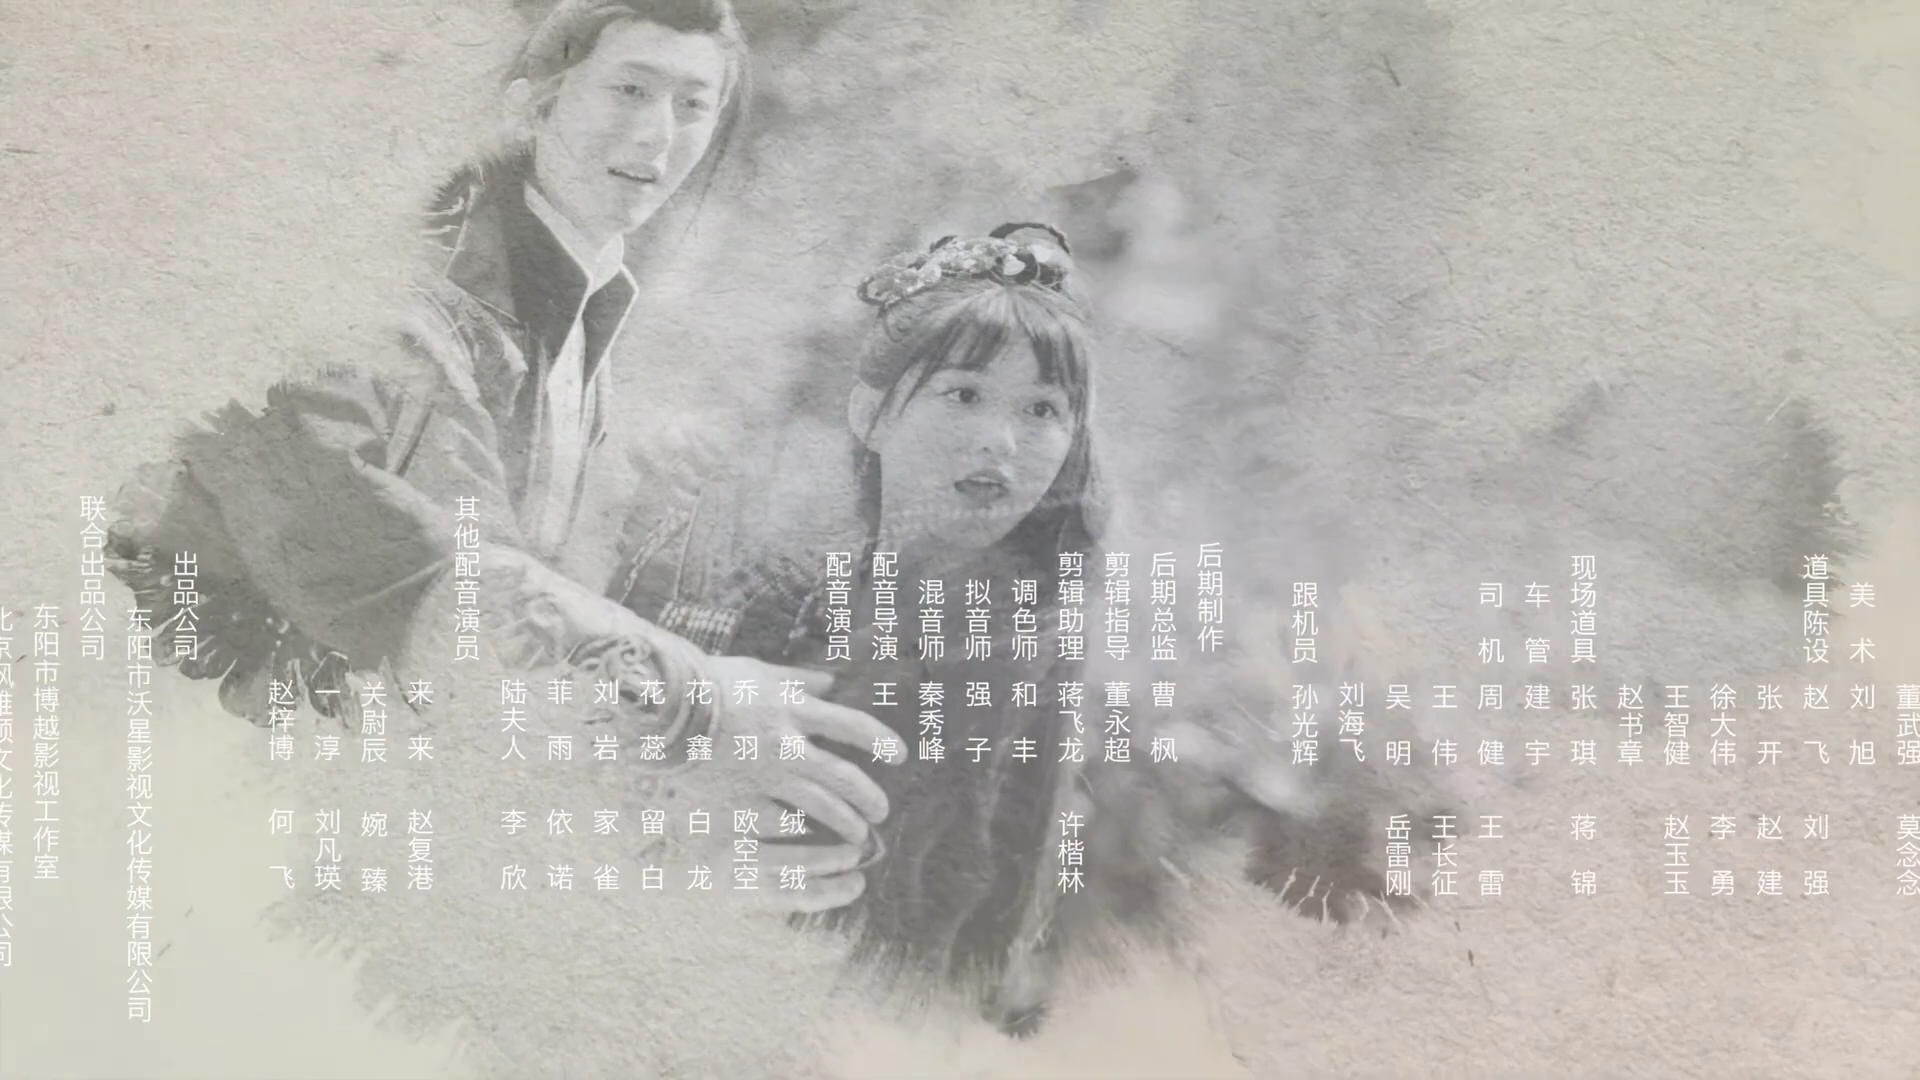 董武强 莫念念
美术 刘旭
道具陈设 赵飞 刘强
张开 赵建
徐大伟 李勇
王智健 赵玉玉
赵书章
现场道具 张琪 蒋锦
车管 建宇
司机 周健 王雷
王伟 王长征
吴明 岳雷刚
刘海飞
跟机员 孙光辉
后期制作
后期总监 曹枫
剪辑指导 董永超
剪辑助理 蒋飞龙 许楷林
调色师 和丰
拟音师 强子
混音师 秦秀峰
配音导演 王婷
配音演员
花颜 绒绒
乔羽 欧空空
花鑫 白龙
花蕊 留白
刘岩 家雀
菲雨 依诺
陆夫人 李欣
其他配音演员
来来 赵复港
关尉辰 婉臻
一淳 刘凡瑛
赵梓博 何飞
出品公司
东阳市沃星影视文化传媒有限公司
联合出品公司
东阳市博越影视工作室